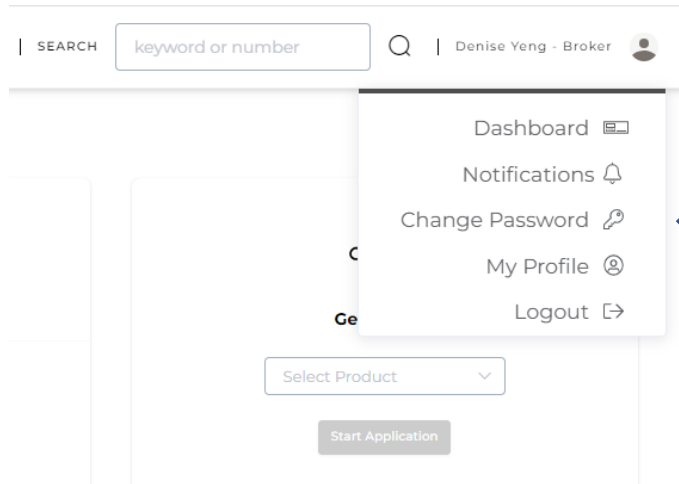 | SEARCH keyword or number | Denise Yeng - Broker
Dashboard
Notifications
Change Password
My Profile
Logout
Select Product
Start Application